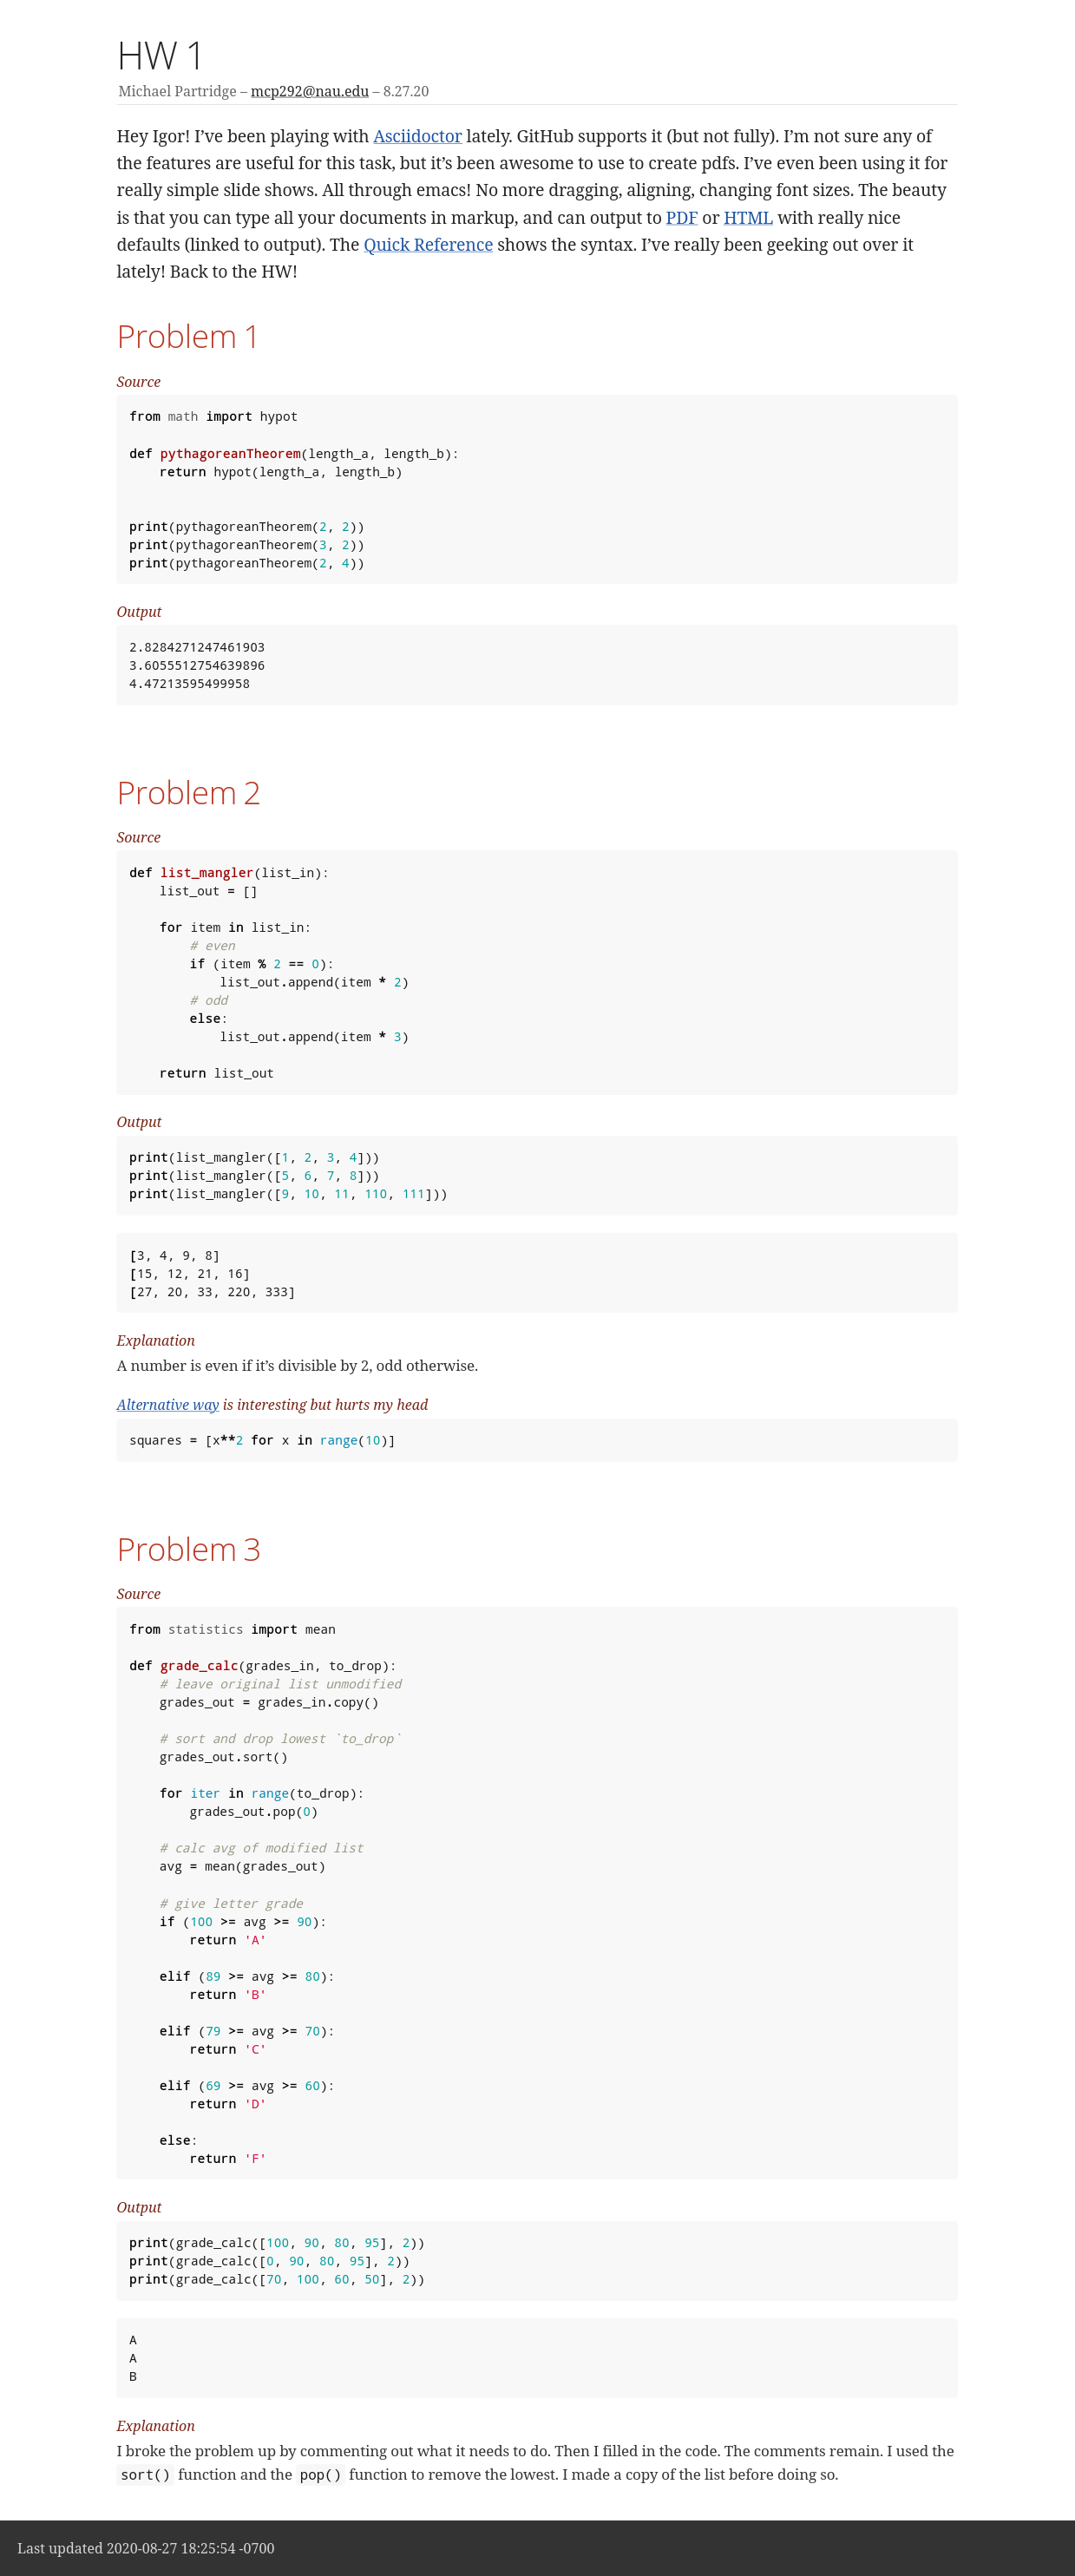 HW 1
Michael Partridge – mcp292@nau.edu – 8.27.20
Hey Igor! I’ve been playing with Asciidoctor lately. GitHub supports it (but not fully). I’m not sure any of
the features are useful for this task, but it’s been awesome to use to create pdfs. I’ve even been using it for
really simple slide shows. All through emacs! No more dragging, aligning, changing font sizes. The beauty
is that you can type all your documents in markup, and can output to PDF or HTML with really nice
defaults (linked to output). The Quick Reference shows the syntax. I’ve really been geeking out over it
lately! Back to the HW!
Problem 1
Source
from math import hypot
def pythagoreanTheorem(length_a, length_b):
    return hypot(length_a, length_b)
print(pythagoreanTheorem(2, 2))
print(pythagoreanTheorem(3, 2))
print(pythagoreanTheorem(2, 4))
Output
2.8284271247461903
3.6055512754639896
4.47213595499958
Problem 2
Source
def list_mangler(list_in):
    list_out = []
    for item in list_in:
        # even
        if (item % 2 == 0):
            list_out.append(item * 2)
        # odd
        else:
            list_out.append(item * 3)
    return list_out
Output
print(list_mangler([1, 2, 3, 4]))
print(list_mangler([5, 6, 7, 8]))
print(list_mangler([9, 10, 11, 110, 111]))
[3, 4, 9, 8]
[15, 12, 21, 16]
[27, 20, 33, 220, 333]
Explanation
A number is even if it’s divisible by 2, odd otherwise.
Alternative way is interesting but hurts my head
squares = [x**2 for x in range(10)]
Problem 3
Source
from statistics import mean
def grade_calc(grades_in, to_drop):
    # leave original list unmodified
    grades_out = grades_in.copy()
    # sort and drop lowest `to_drop`
    grades_out.sort()
    for iter in range(to_drop):
        grades_out.pop(0)
    # calc avg of modified list
    avg = mean(grades_out)
    # give letter grade
    if (100 >= avg >= 90):
        return 'A'
    elif (89 >= avg >= 80):
        return 'B'
    elif (79 >= avg >= 70):
        return 'C'
    elif (69 >= avg >= 60):
        return 'D'
    else:
        return 'F'
Output
print(grade_calc([100, 90, 80, 95], 2))
print(grade_calc([0, 90, 80, 95], 2))
print(grade_calc([70, 100, 60, 50], 2))
A
A
B
Explanation
I broke the problem up by commenting out what it needs to do. Then I filled in the code. The comments remain. I used the
sort() function and the pop() function to remove the lowest. I made a copy of the list before doing so.
Last updated 2020-08-27 18:25:54 -0700